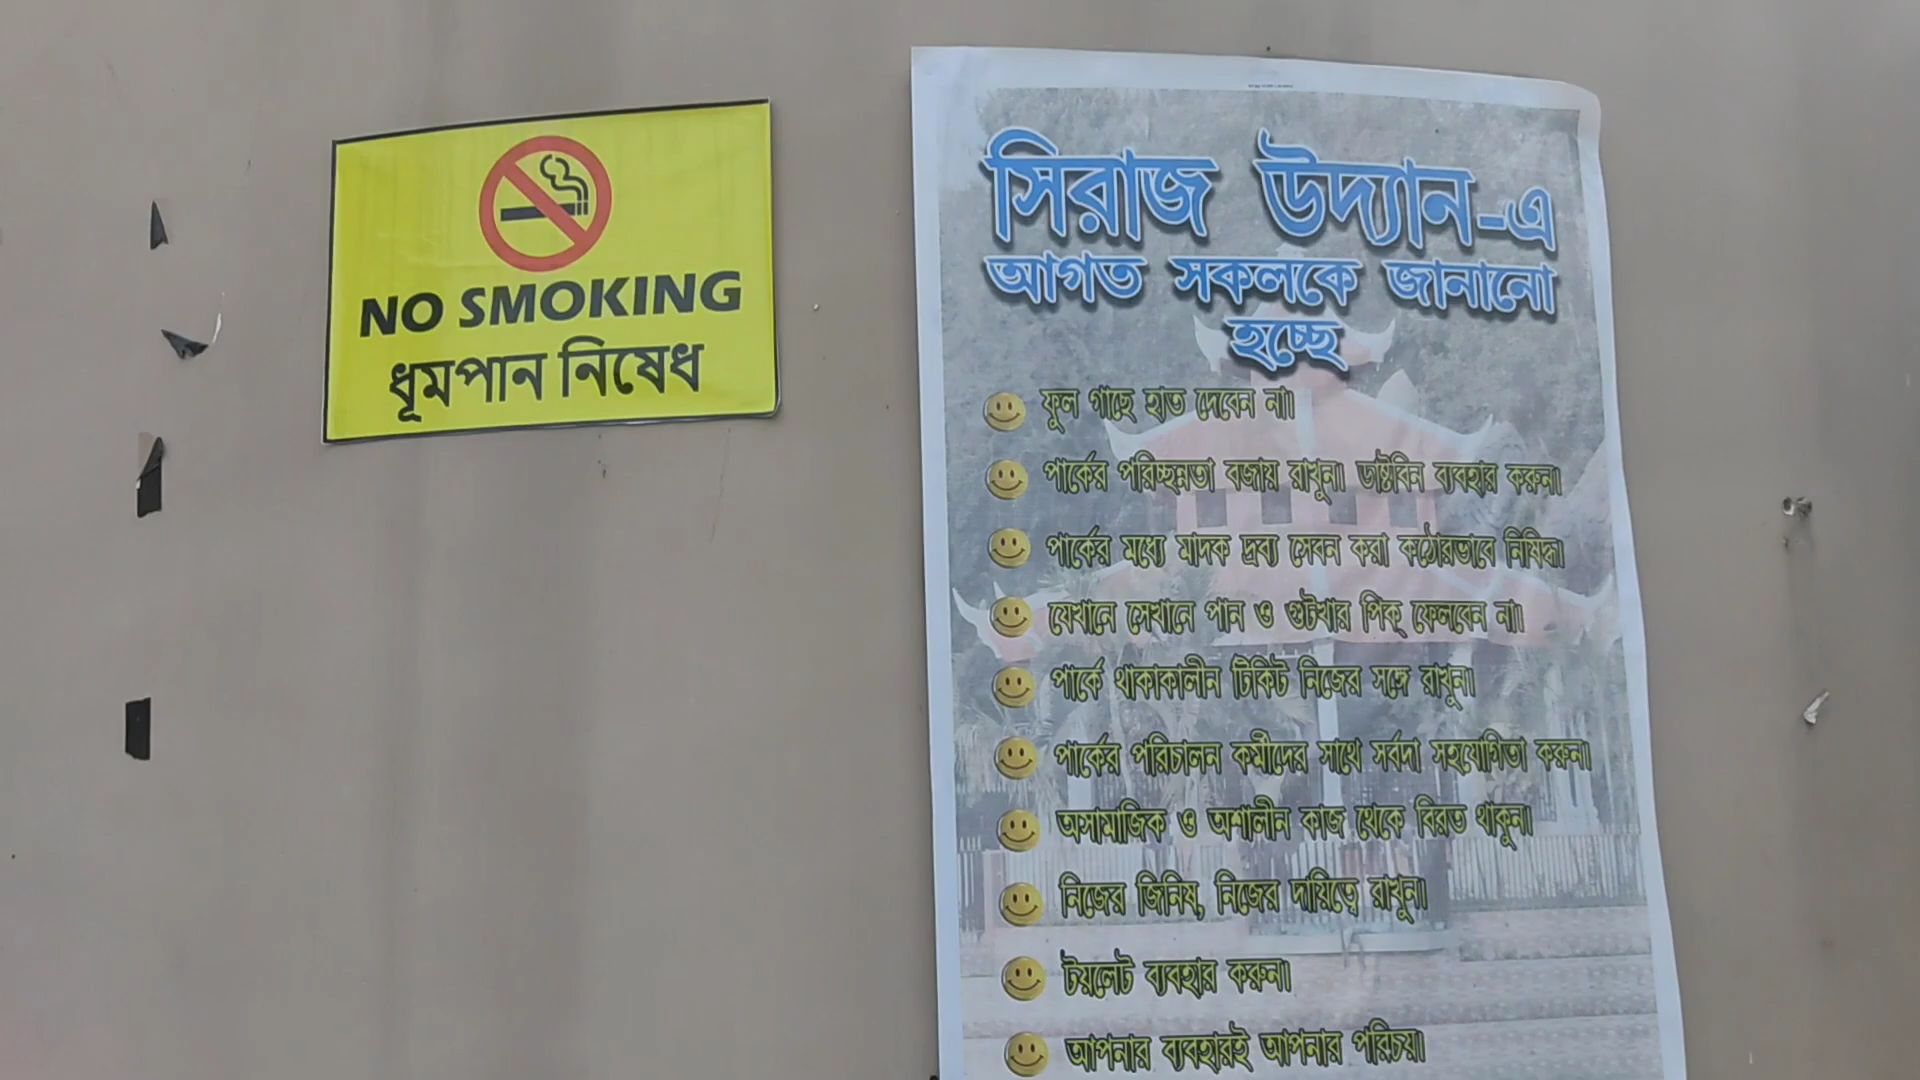 NO SMOKING
ধূমপান নিষেধ
সিরাজ উদ্যান-এ
আগত সকলকে জানানো
হচ্ছে
ফুল গাছে হাত দেবেন না।
পার্কের পরিচ্ছন্নতা বজায় রাখুন। ডাষ্টবিন ব্যবহার করুন।
পার্কের মধ্যে মাদক দ্রব্য সেবন করা কঠোরভাবে নিষিদ্ধ।
যেখানে সেখানে পান ও গুটখার পিক্ ফেলবেন না।
পার্কে থাকাকালীন টিকিট নিজের সঙ্গে রাখুন।
পার্কের পরিচালন কর্মীদের সাথে সর্বদা সহযোগিতা করুন।
অসামাজিক ও অশালীন কাজ থেকে বিরত থাকুন।
নিজের জিনিষ, নিজের দায়িত্বে রাখুন।
টয়লেট ব্যবহার করুন।
আপনার ব্যবহারই আপনার পরিচয়।